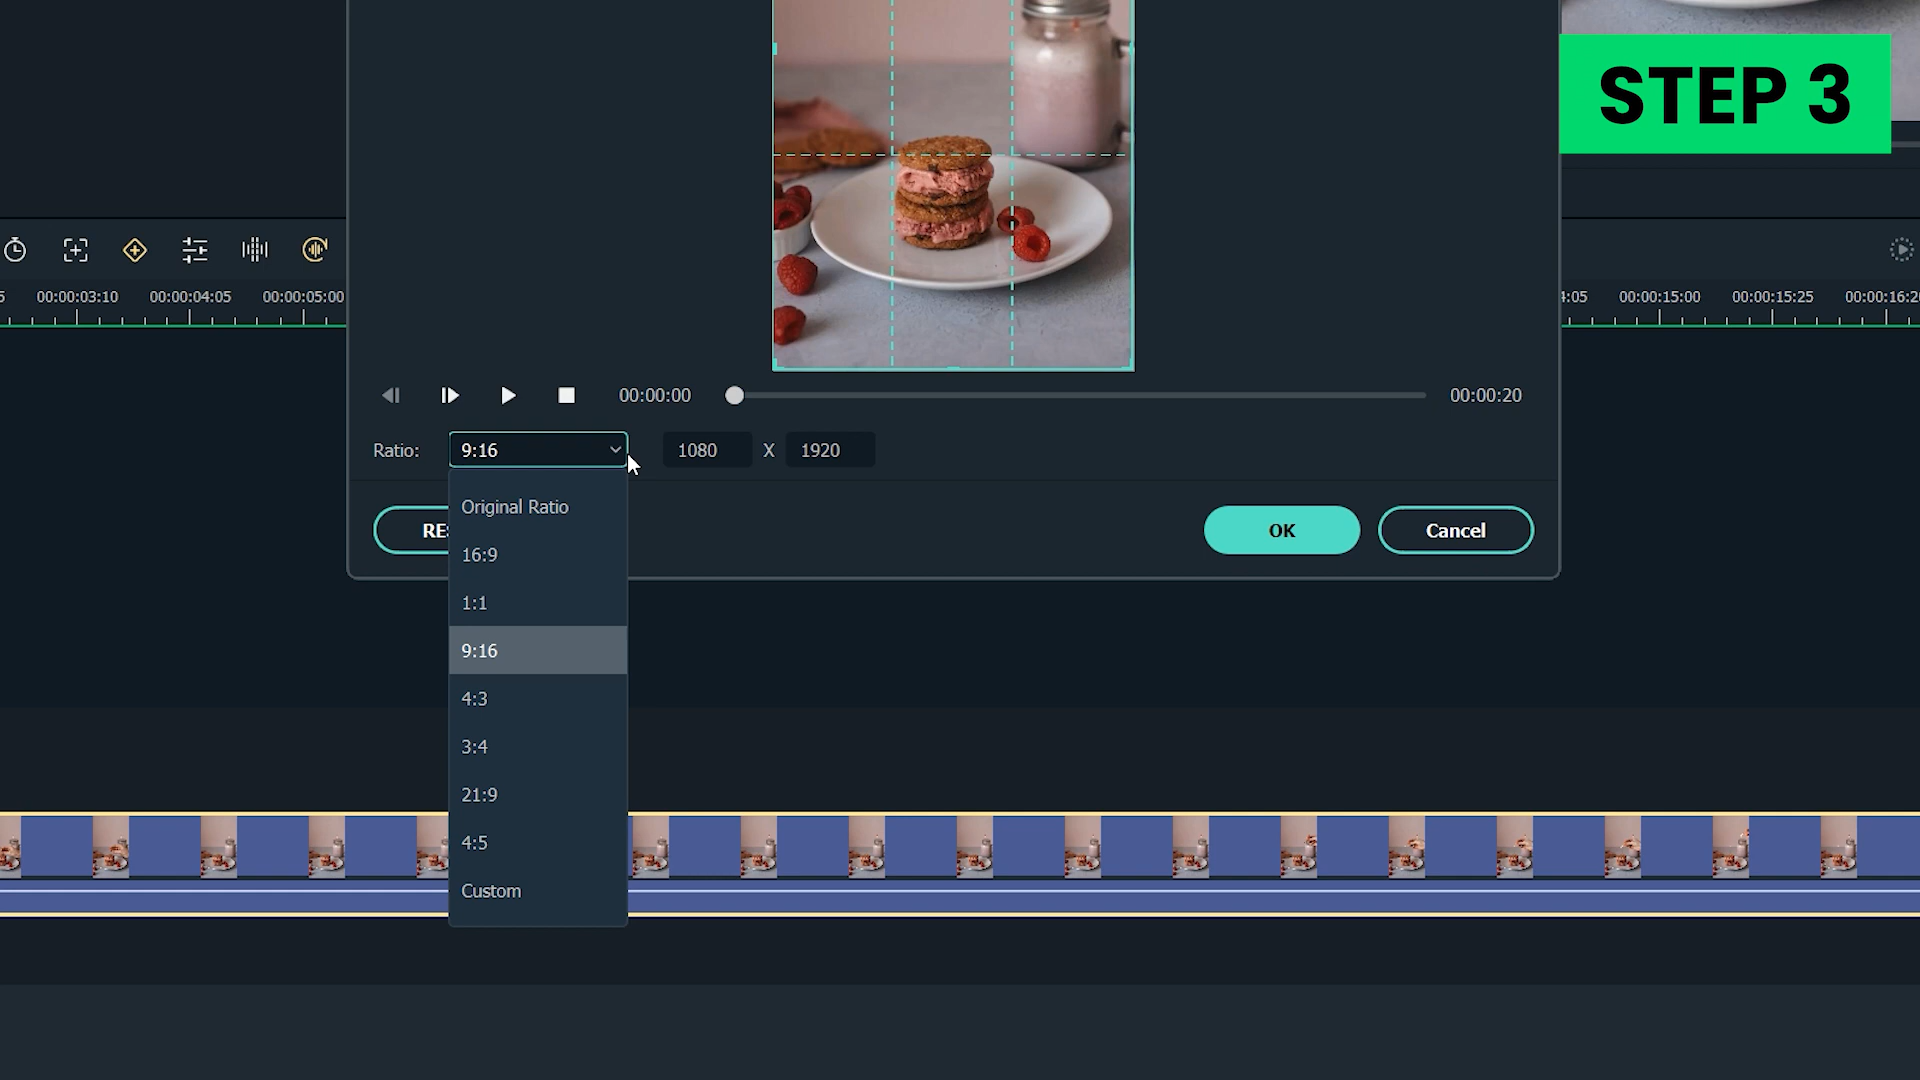 STEP 3
5 00:00:03:10 00:00:04:05 00:00:05:00
4:05 00:00:15:00 00:00:15:25 00:00:16:20
00:00:00 00:00:20
Ratio: 9:16 1080 X 1920
Original Ratio
RE
OK Cancel
16:9
1:1
9:16
4:3
3:4
21:9
4:5
Custom